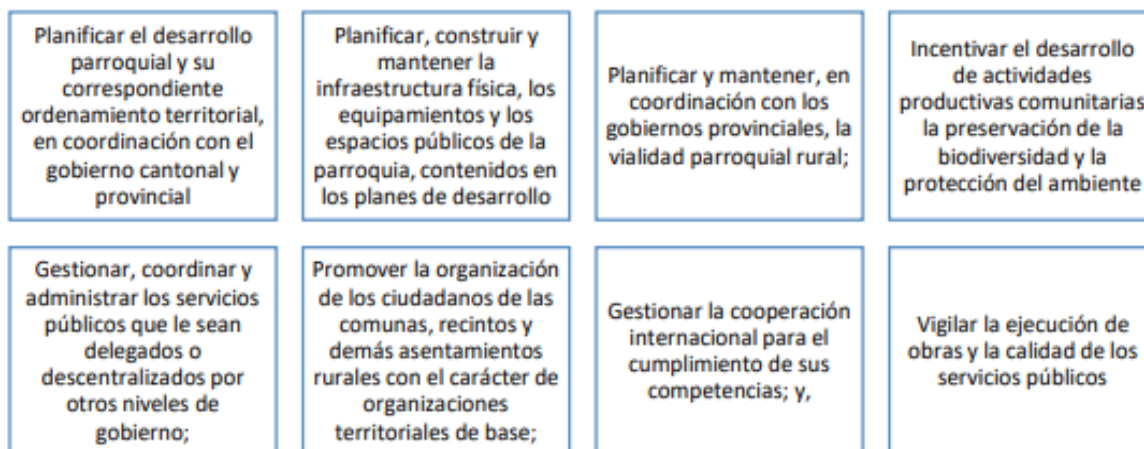 Planificar el desarrollo
parroquial y su
correspondiente
ordenamiento territorial,
en coordinación con el
gobierno cantonal y
provincial
Planificar, construir y
mantener la
infraestructura física, los
equipamientos y los
espacios públicos de la
parroquia, contenidos en
los planes de desarrollo
Planificar y mantener, en
coordinación con los
gobiernos provinciales, la
vialidad parroquial rural;
Incentivar el desarrollo
de actividades
productivas comunitarias
la preservación de la
biodiversidad y la
protección del ambiente
Gestionar, coordinar y
administrar los servicios
públicos que le sean
delegados o
descentralizados por
otros niveles de
gobierno;
Promover la organización
de los ciudadanos de las
comunas, recintos y
demás asentamientos
rurales con el carácter de
organizaciones
territoriales de base;
Gestionar la cooperación
internacional para el
cumplimiento de sus
competencias; y,
Vigilar la ejecución de
obras y la calidad de los
servicios públicos